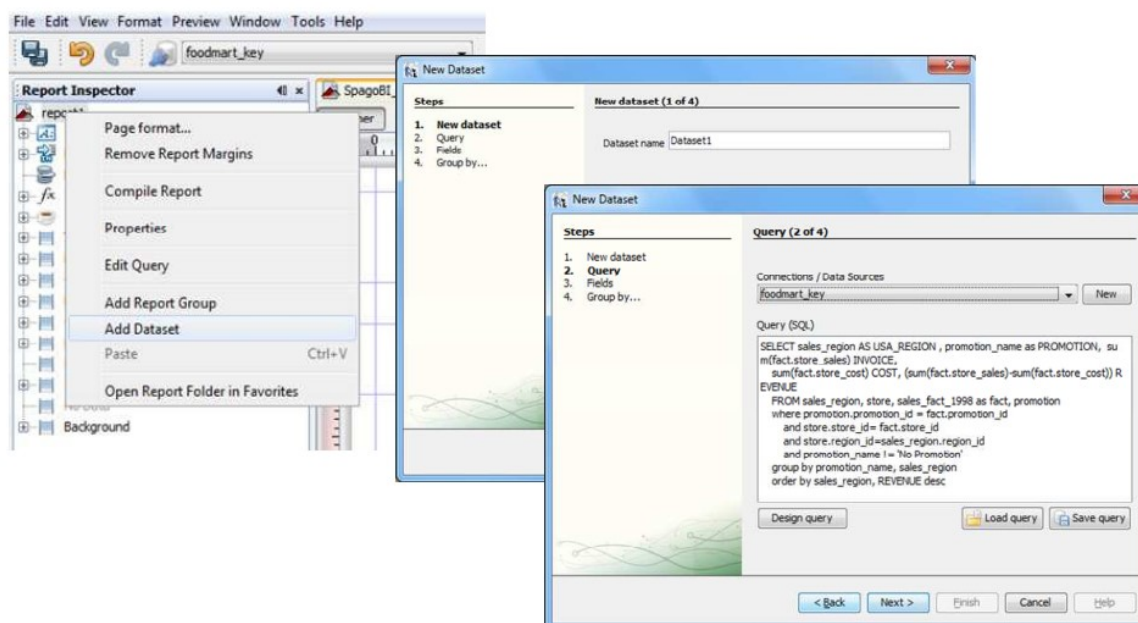 File Edit View Format Preview Window Tools Help
foodmart_key
Report Inspector
SpagoBI_
report1
Page format...
Remove Report Margins
Compile Report
Properties
Edit Query
Add Report Group
Add Dataset
Paste Ctrl+V
Open Report Folder in Favorites
Background
0
New Dataset
Steps
1. New dataset
2. Query
3. Fields
4. Group by...
New dataset (1 of 4)
Dataset name Dataset1
New Dataset
Steps
1. New dataset
2. Query
3. Fields
4. Group by...
Query (2 of 4)
Connections / Data Sources
foodmart_key New
Query (SQL)
SELECT sales_region AS USA_REGION , promotion_name as PROMOTION, su
m(fact.store_sales) INVOICE,
sum(fact.store_cost) COST, (sum(fact.store_sales)-sum(fact.store_cost)) R
EVENUE
FROM sales_region, store, sales_fact_1998 as fact, promotion
where promotion.promotion_id = fact.promotion_id
and store.store_id= fact.store_id
and store.region_id=sales_region.region_id
and promotion_name != 'No Promotion'
group by promotion_name, sales_region
order by sales_region, REVENUE desc
Design query Load query Save query
< Back Next > Finish Cancel Help